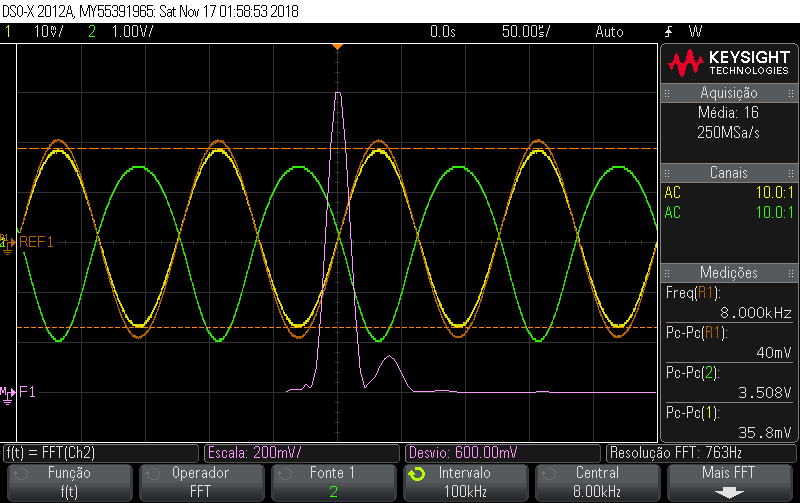 DSO-X 2012A, MY55391965: Sat Nov 17 01:58:53 2018
1 10mV/ 2 1.00V/ 0.0s 50.00us/ Auto W
KEYSIGHT
TECHNOLOGIES
Aquisição
Média: 16
250MSa/s
Canais
AC 10.0:1
AC 10.0:1
Medições
Freq(R1):
8.000kHz
Pc-Pc(R1):
40mV
Pc-Pc(2):
3.508V
Pc-Pc(1):
35.8mV
REF1
F1
f(t) = FFT(Ch2) Escala: 200mV/ Desvio: 600.00mV Resolução FFT: 763Hz
Função Operador Fonte 1 Intervalo Central Mais FFT
f(t) FFT 2 100kHz 8.00kHz